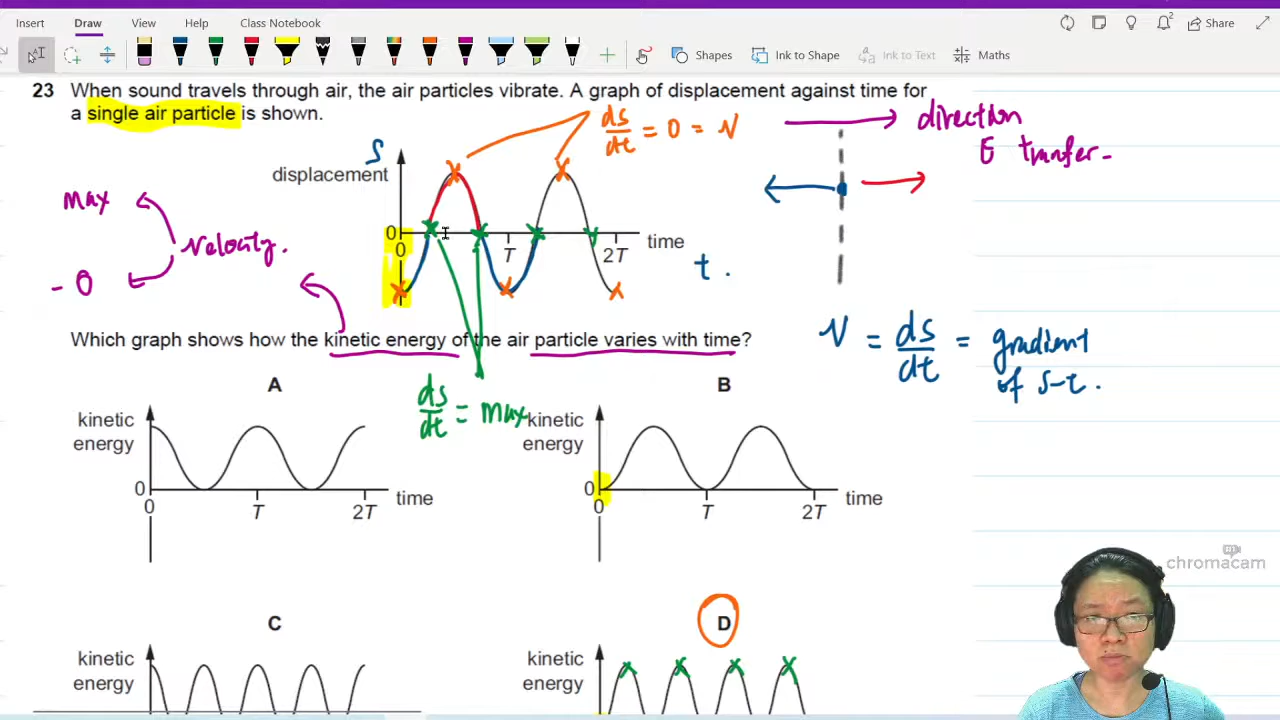 Insert Draw View Class Notebook Share
Shapes Ink to Shape Ink to Text Maths
23 When sound travels through air, the air particles vibrate. A graph of displacement against time for
a single air particle is shown.
ds/dt = 0 = V
direction
E tranfer.
S
displacement
max
velocity.
- 0
0
0
T
2T
time
t.
Which graph shows how the kinetic energy of the air particle varies with time?
V = ds/dt = gradient
of s-t.
ds/dt = max
A
kinetic
energy
0
0
T
2T
time
B
kinetic
energy
0
0
T
2T
time
chromacam
C
kinetic
energy
D
kinetic
energy